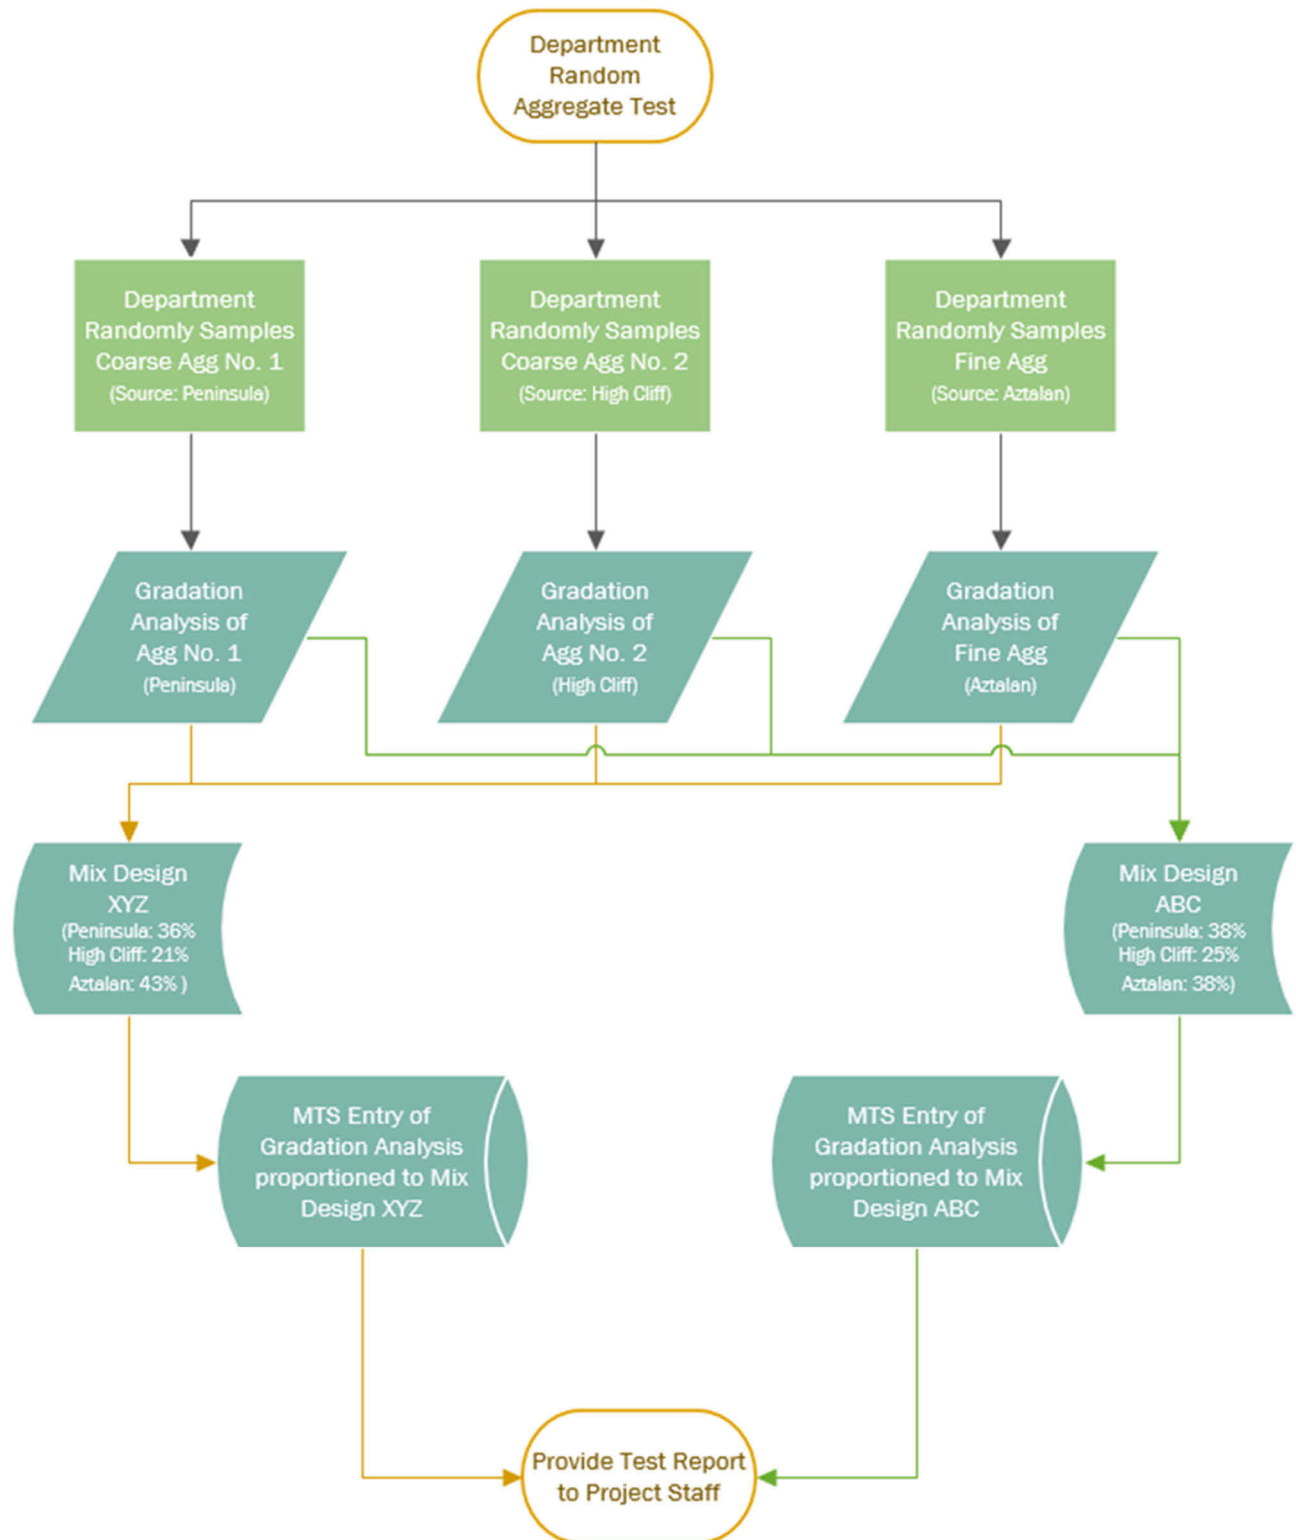 Department
Random
Aggregate Test
Department
Randomly Samples
Coarse Agg No. 1
(Source: Peninsula)
Department
Randomly Samples
Coarse Agg No. 2
(Source: High Cliff)
Department
Randomly Samples
Fine Agg
(Source: Aztalan)
Gradation
Analysis of
Agg No. 1
(Peninsula)
Gradation
Analysis of
Agg No. 2
(High Cliff)
Gradation
Analysis of
Fine Agg
(Aztalan)
Mix Design
XYZ
(Peninsula: 36%
High Cliff: 21%
Aztalan: 43% )
Mix Design
ABC
(Peninsula: 38%
High Cliff: 25%
Aztalan: 38%)
MTS Entry of
Gradation Analysis
proportioned to Mix
Design XYZ
MTS Entry of
Gradation Analysis
proportioned to Mix
Design ABC
Provide Test Report
to Project Staff